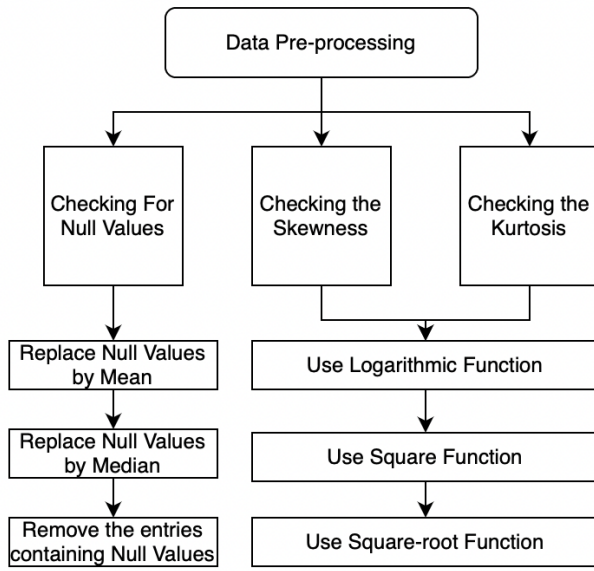 Data Pre-processing
Checking For
Null Values
Checking the
Skewness
Checking the
Kurtosis
Replace Null Values
by Mean
Use Logarithmic Function
Replace Null Values
by Median
Use Square Function
Remove the entries
containing Null Values
Use Square-root Function